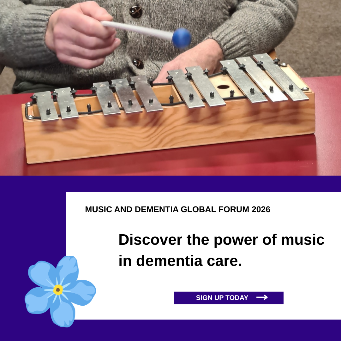 MUSIC AND DEMENTIA GLOBAL FORUM 2026
Discover the power of music
in dementia care.
SIGN UP TODAY